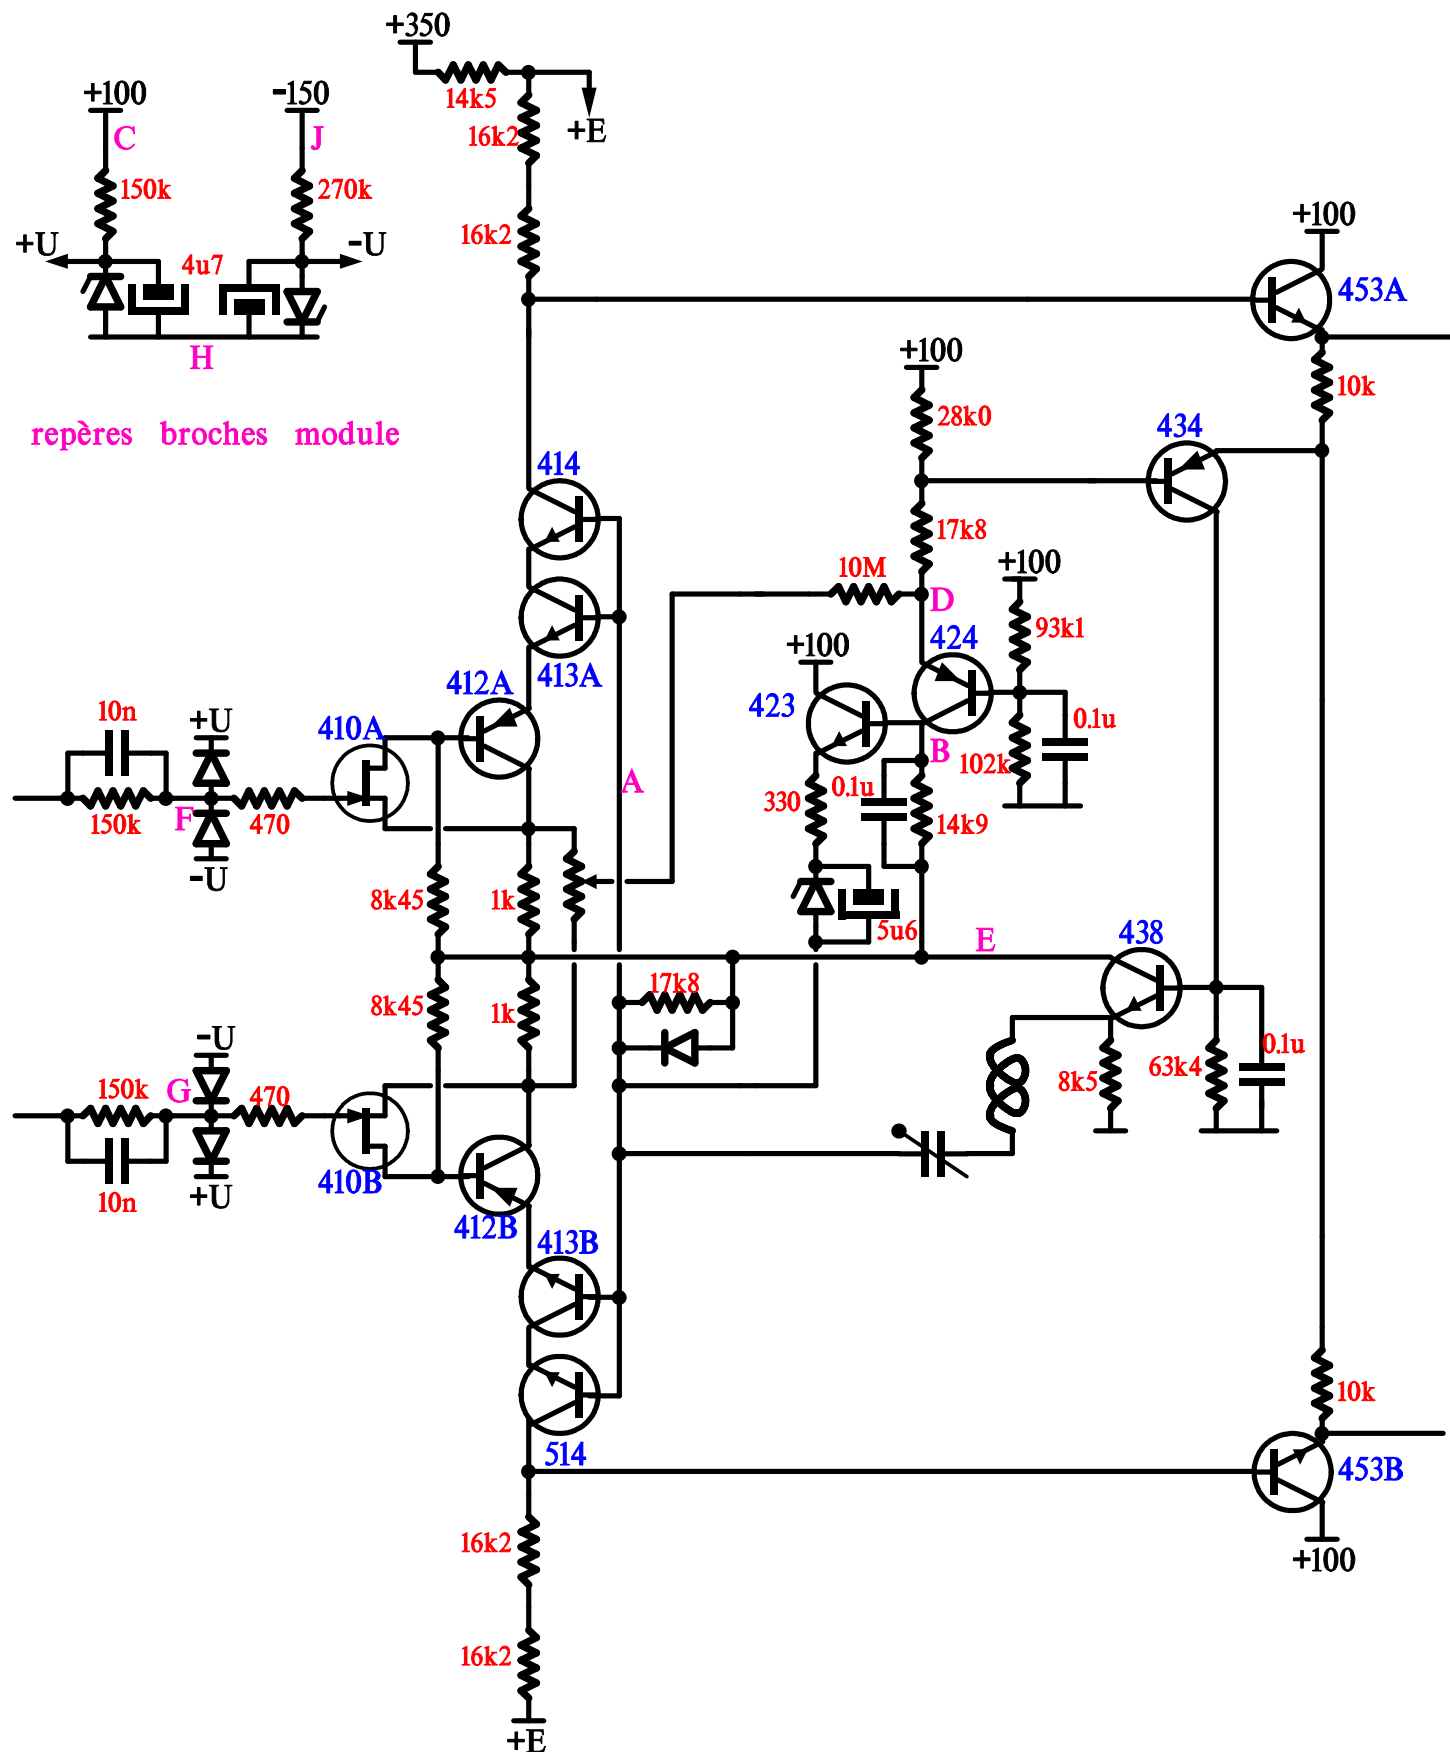 +350
14k5
+E
16k2
+100
-150
C
J
150k
270k
16k2
+U
4u7
-U
H
+100
453A
+100
10k
28k0
434
repères broches module
414
17k8
10M
+100
D
93k1
424
+100
413A
412A
423
10n
+U
410A
0.1u
B
102k
A
0.1u
330
150k
F
470
14k9
-U
8k45
1k
5u6
E
438
17k8
8k45
1k
-U
0.1u
63k4
8k5
150k
G
470
10n
+U
410B
412B
413B
10k
514
453B
16k2
+100
16k2
+E